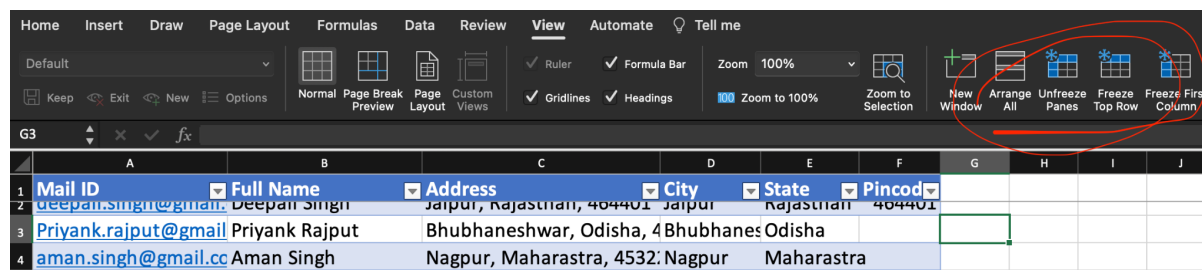 Home Insert Draw Page Layout Formulas Data Review View Automate Tell me
Default
Keep Exit New Options
Normal Page Break Preview Page Layout Custom Views
Ruler Formula Bar
Gridlines Headings
Zoom 100%
100 Zoom to 100%
Zoom to Selection
New Window Arrange All Unfreeze Panes Freeze Top Row Freeze Firs Column
G3 fx
A B C D E F G H I J
1 Mail ID Full Name Address City State Pincod
2 deepali.singh@gmail. Deepali Singh Jaipur, Rajasthan, 464401 Jaipur Rajasthan 464401
3 Priyank.rajput@gmail Priyank Rajput Bhubhaneshwar, Odisha, 4 Bhubhanes Odisha
4 aman.singh@gmail.cc Aman Singh Nagpur, Maharastra, 4532 Nagpur Maharastra